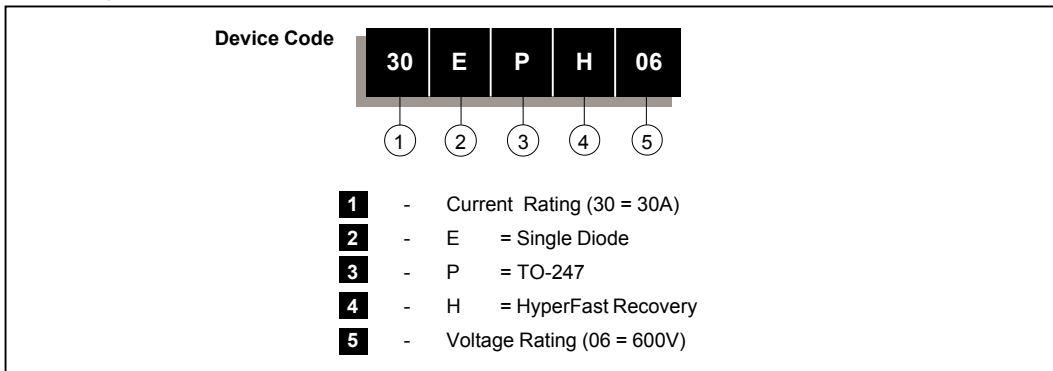 Device Code
30 E P H 06
1 2 3 4 5
1 - Current Rating (30 = 30A)
2 - E = Single Diode
3 - P = TO-247
4 - H = HyperFast Recovery
5 - Voltage Rating (06 = 600V)